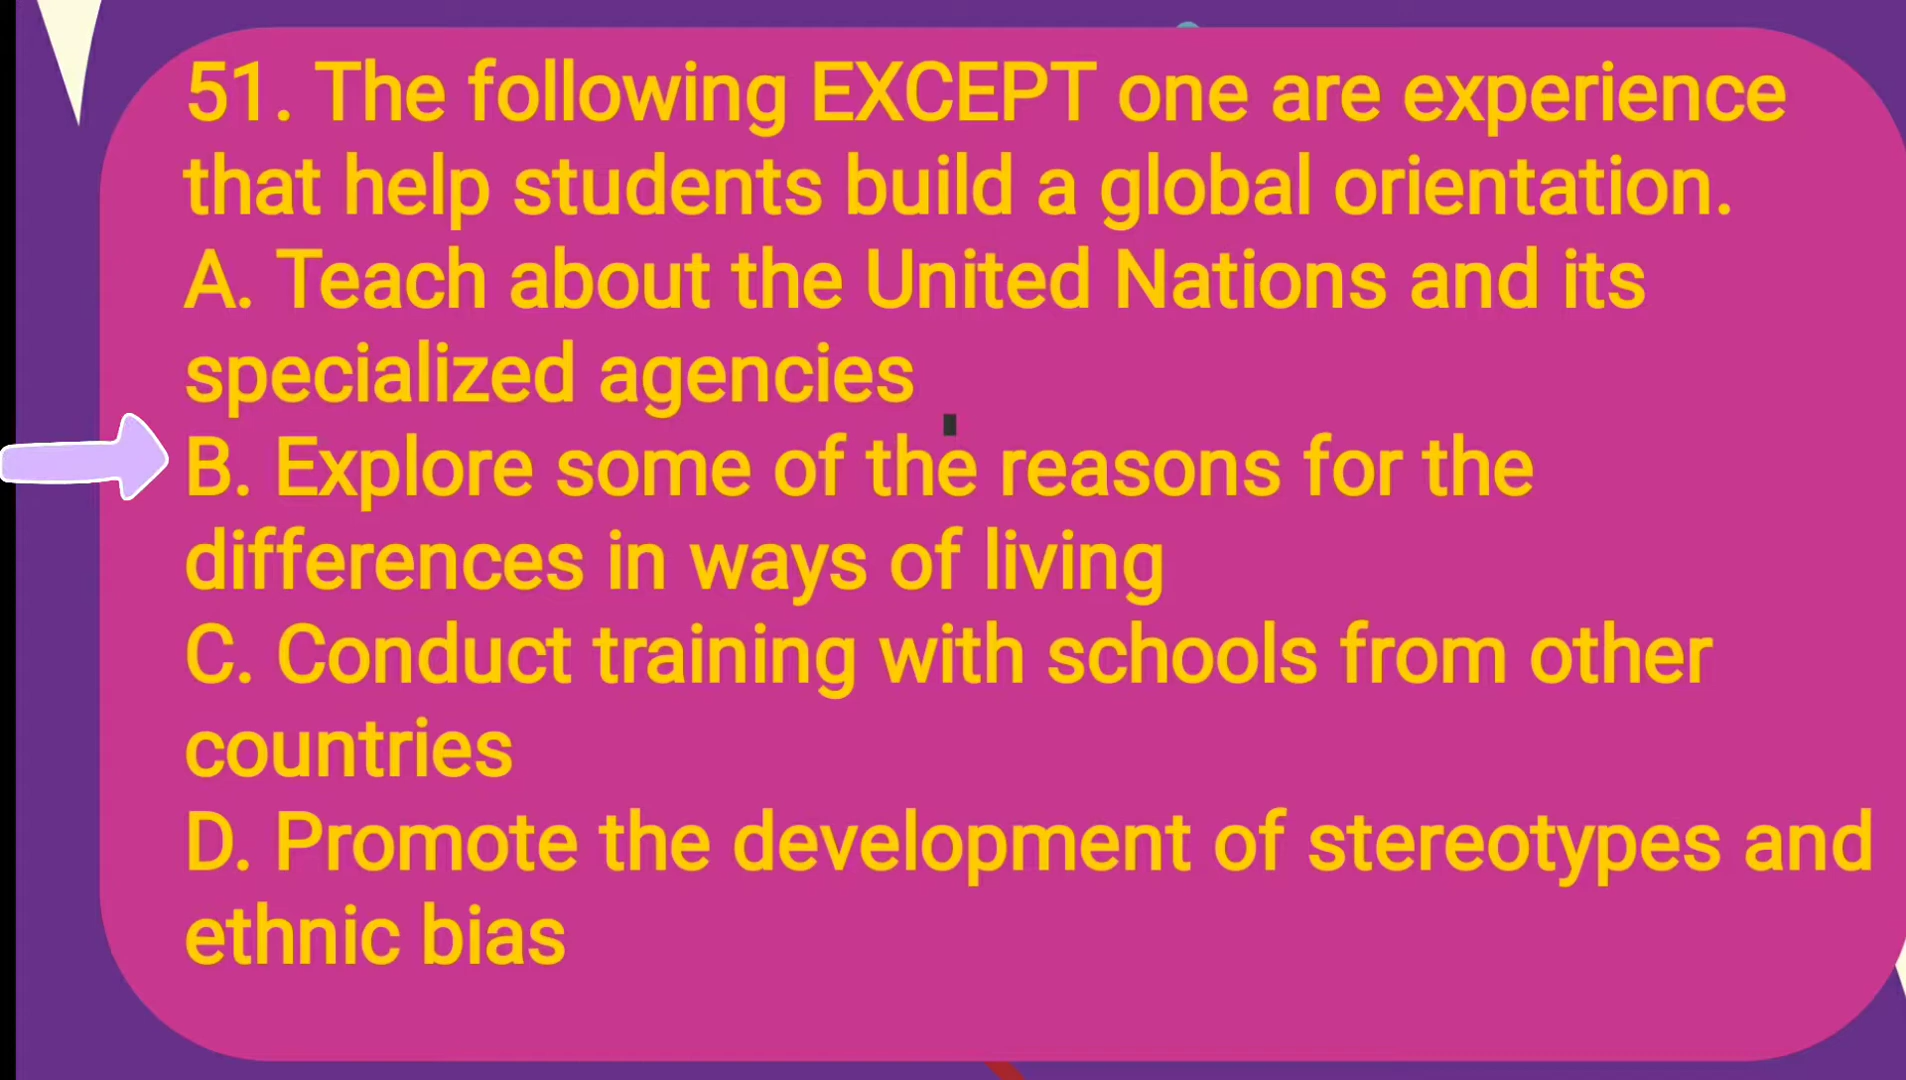 51. The following EXCEPT one are experience
that help students build a global orientation.
A. Teach about the United Nations and its
specialized agencies
B. Explore some of the reasons for the
differences in ways of living
C. Conduct training with schools from other
countries
D. Promote the development of stereotypes and
ethnic bias